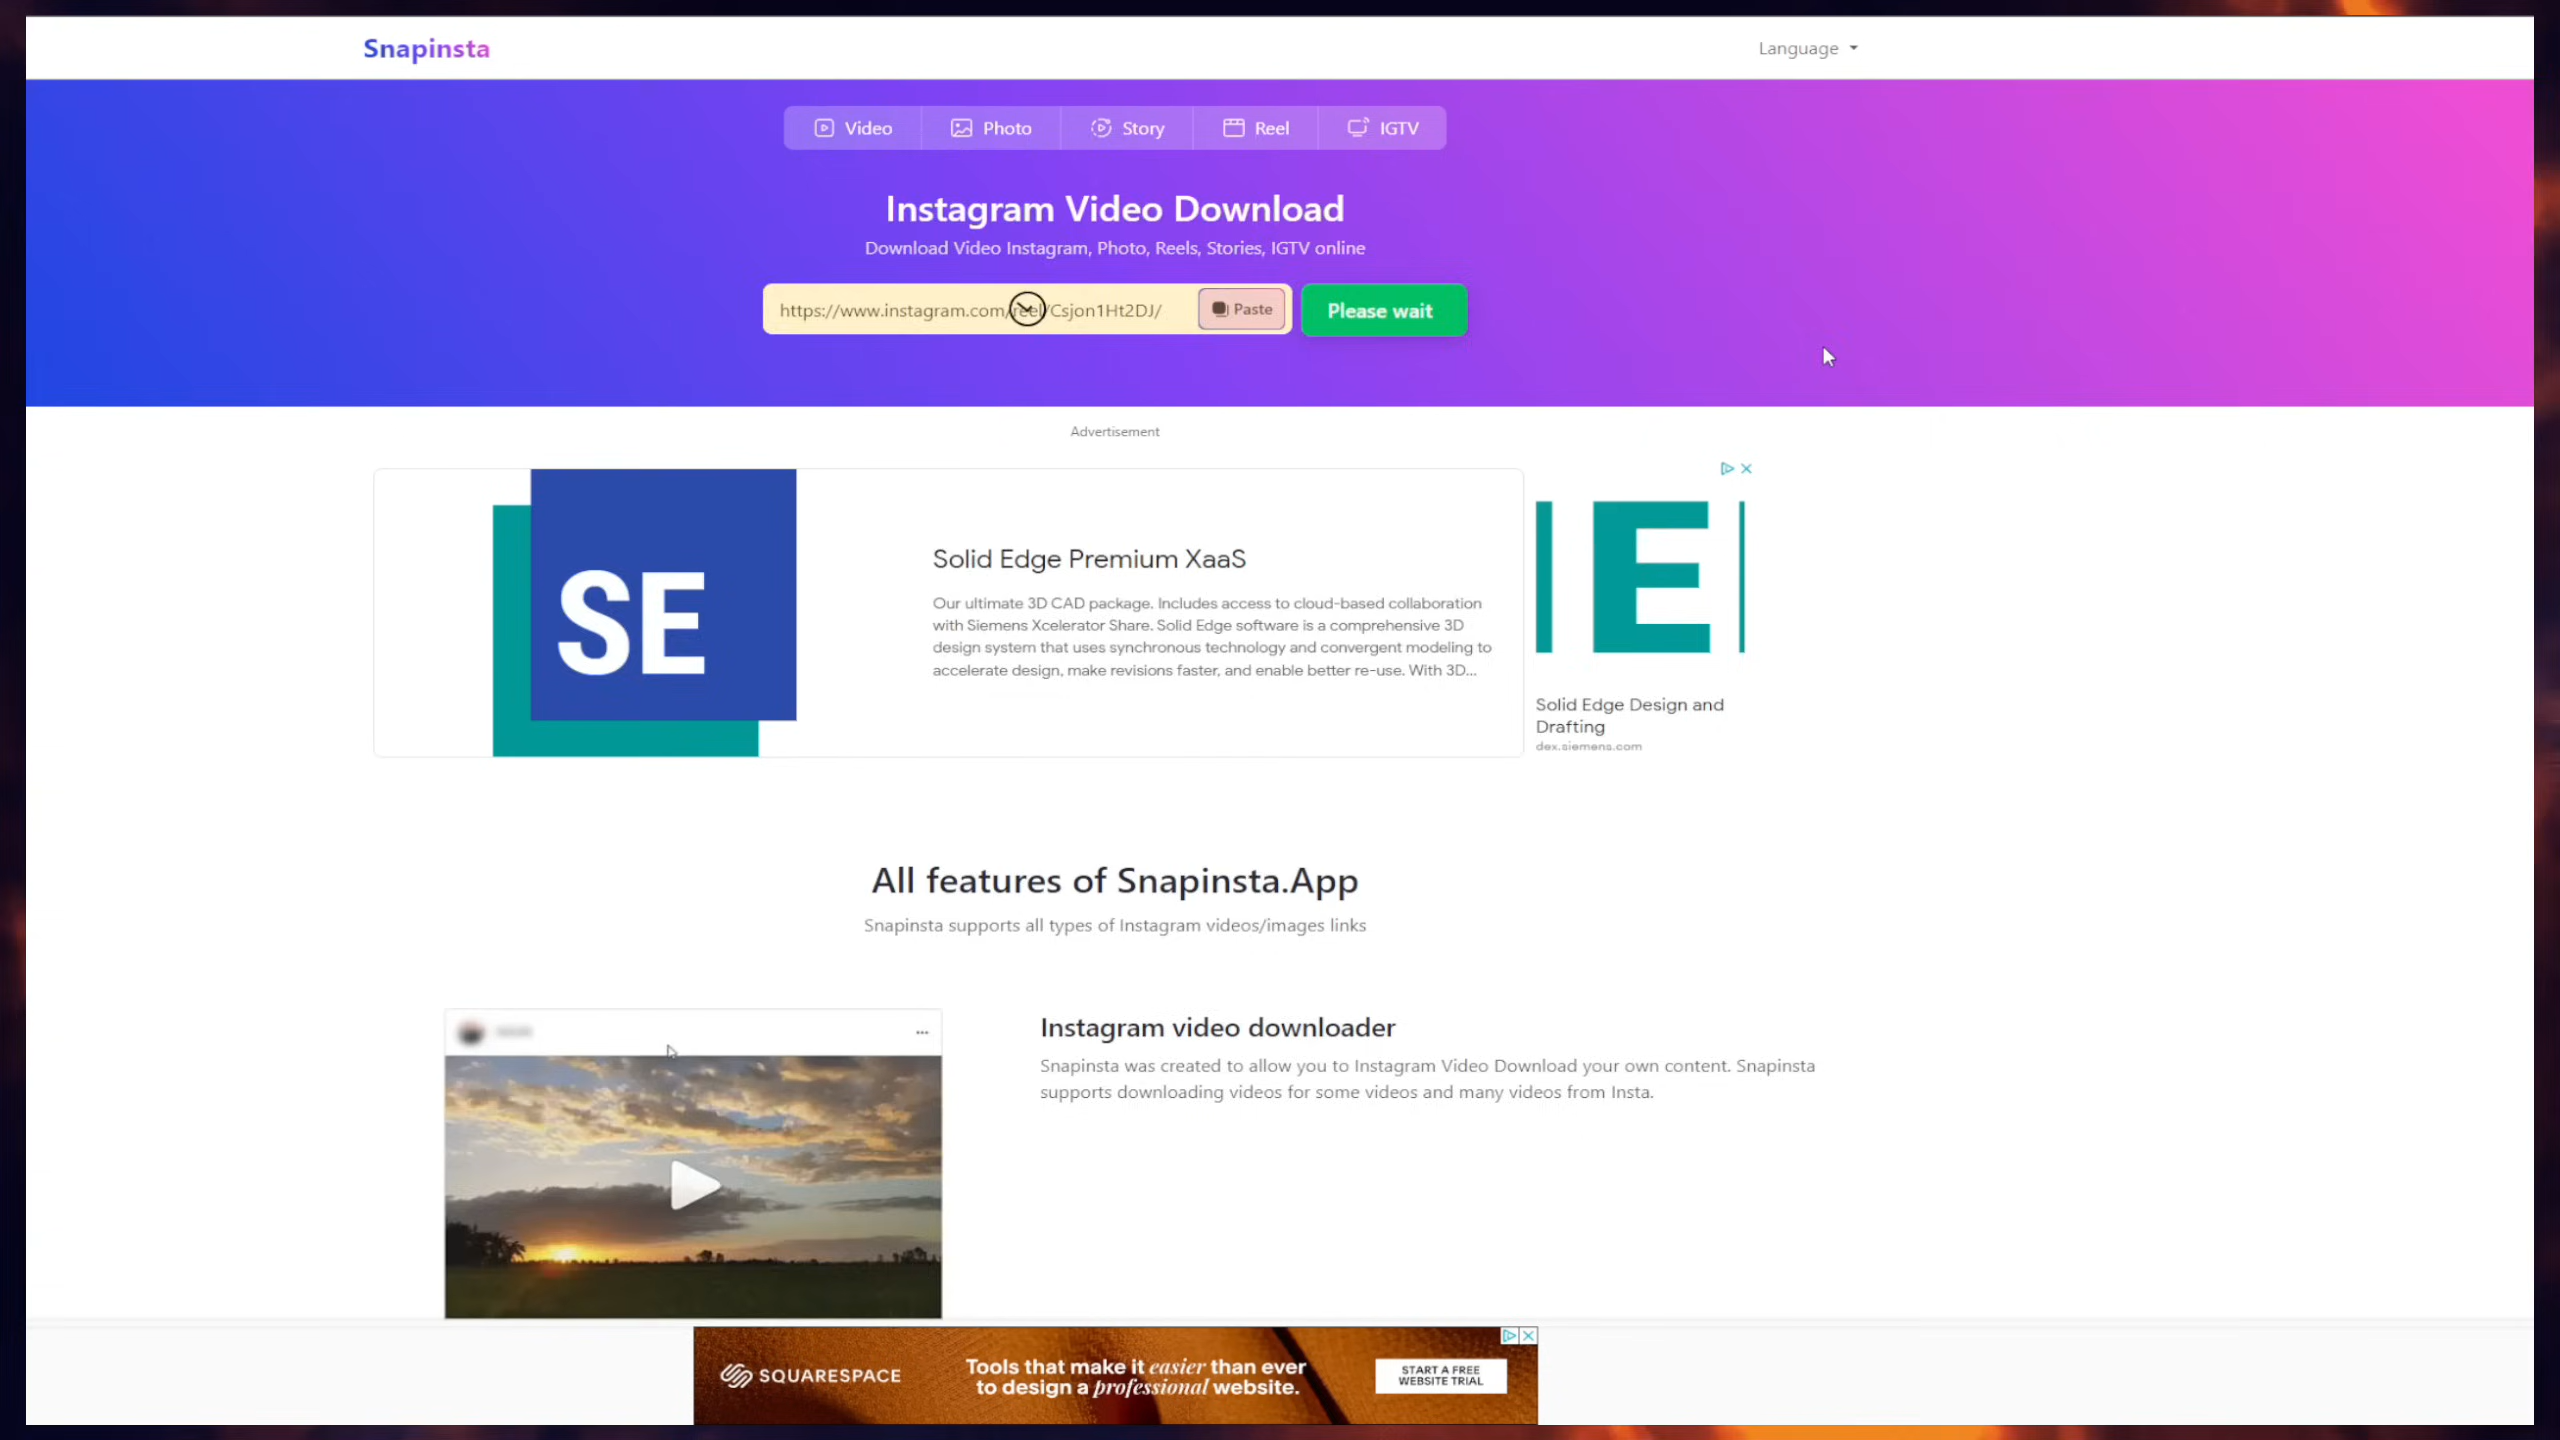 Snapinsta
Language
Video
Photo
Story
Reel
IGTV
Instagram Video Download
Download Video Instagram, Photo, Reels, Stories, IGTV online
https://www.instagram.com/reel/Csjon1Ht2DJ/
Paste
Please wait
Advertisement
SE
Solid Edge Premium XaaS
Our ultimate 3D CAD package. Includes access to cloud-based collaboration
with Siemens Xcelerator Share. Solid Edge software is a comprehensive 3D
design system that uses synchronous technology and convergent modeling to
accelerate design, make revisions faster, and enable better re-use. With 3D...
E
Solid Edge Design and
Drafting
dex.siemens.com
All features of Snapinsta.App
Snapinsta supports all types of Instagram videos/images links
Instagram video downloader
Snapinsta was created to allow you to Instagram Video Download your own content. Snapinsta
supports downloading videos for some videos and many videos from Insta.
SQUARESPACE
Tools that make it easier than ever
to design a professional website.
START A FREE
WEBSITE TRIAL